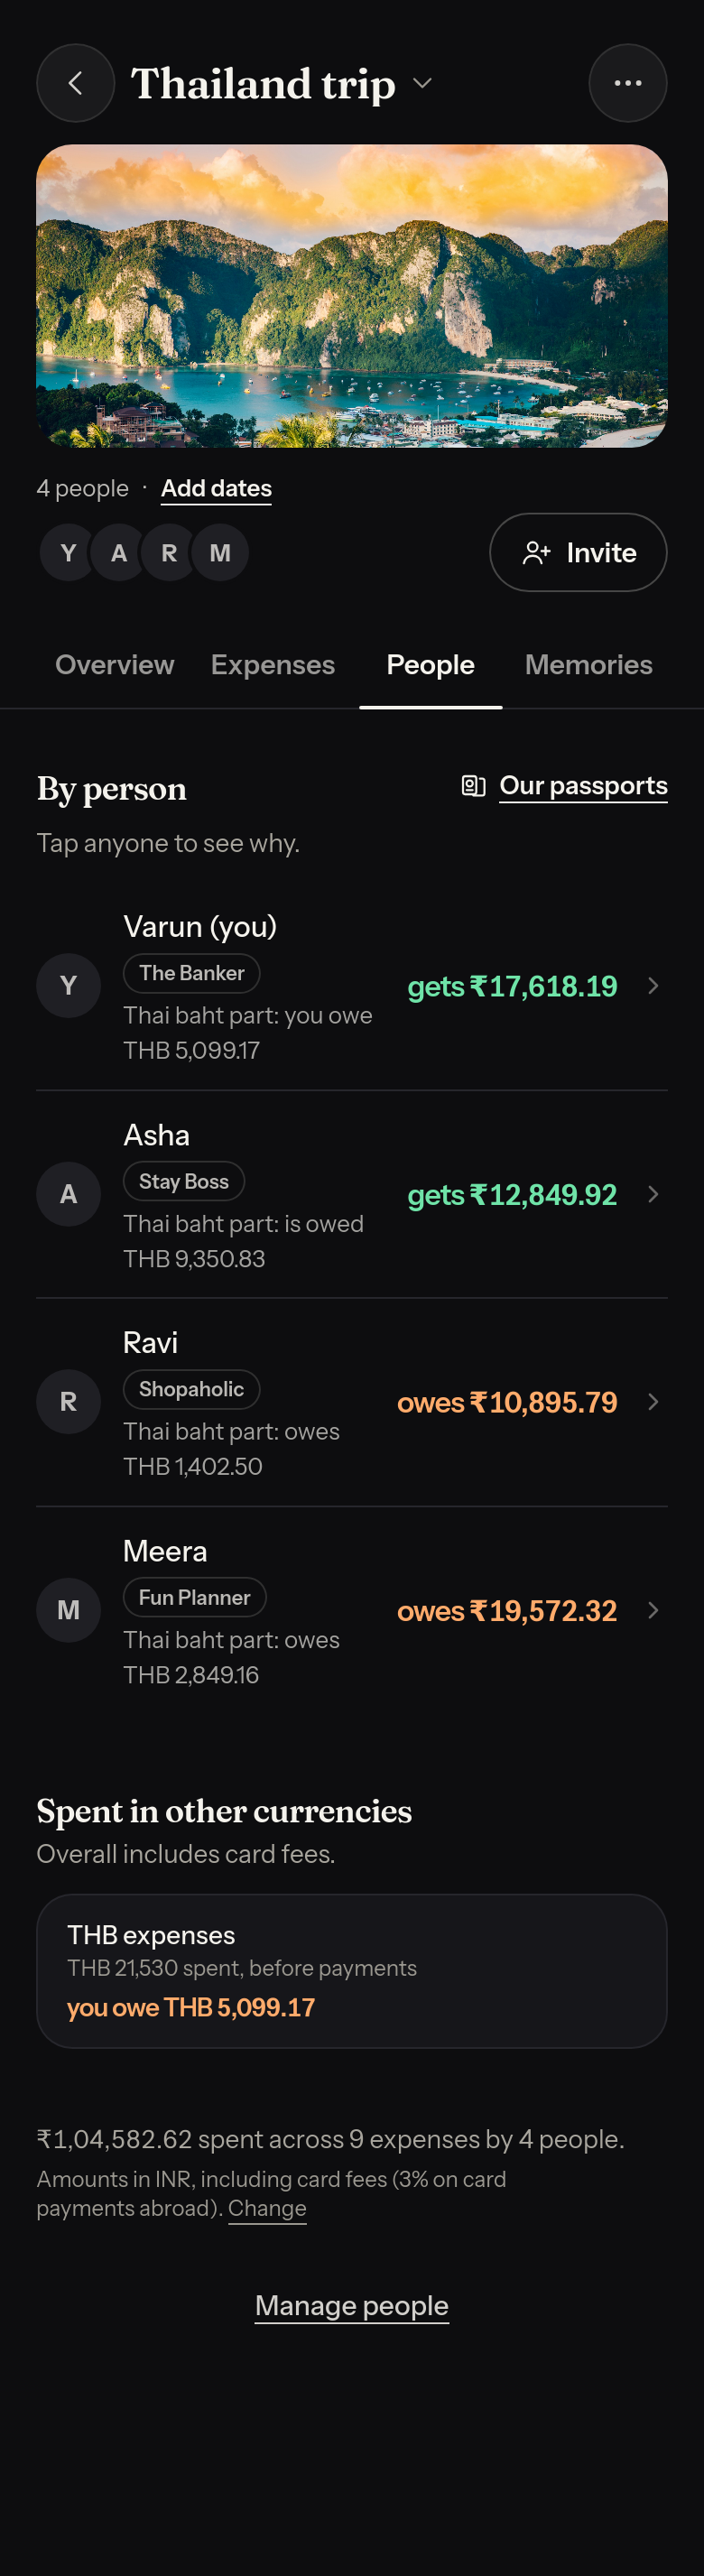 Thailand trip
4 people · Add dates
Y A R M
Invite
Overview Expenses People Memories
By person
Our passports
Tap anyone to see why.
Varun (you)
Y
The Banker
gets ₹17,618.19
Thai baht part: you owe
THB 5,099.17
Asha
A
Stay Boss
gets ₹12,849.92
Thai baht part: is owed
THB 9,350.83
Ravi
R
Shopaholic
owes ₹10,895.79
Thai baht part: owes
THB 1,402.50
Meera
M
Fun Planner
owes ₹19,572.32
Thai baht part: owes
THB 2,849.16
Spent in other currencies
Overall includes card fees.
THB expenses
THB 21,530 spent, before payments
you owe THB 5,099.17
₹1,04,582.62 spent across 9 expenses by 4 people.
Amounts in INR, including card fees (3% on card
payments abroad). Change
Manage people